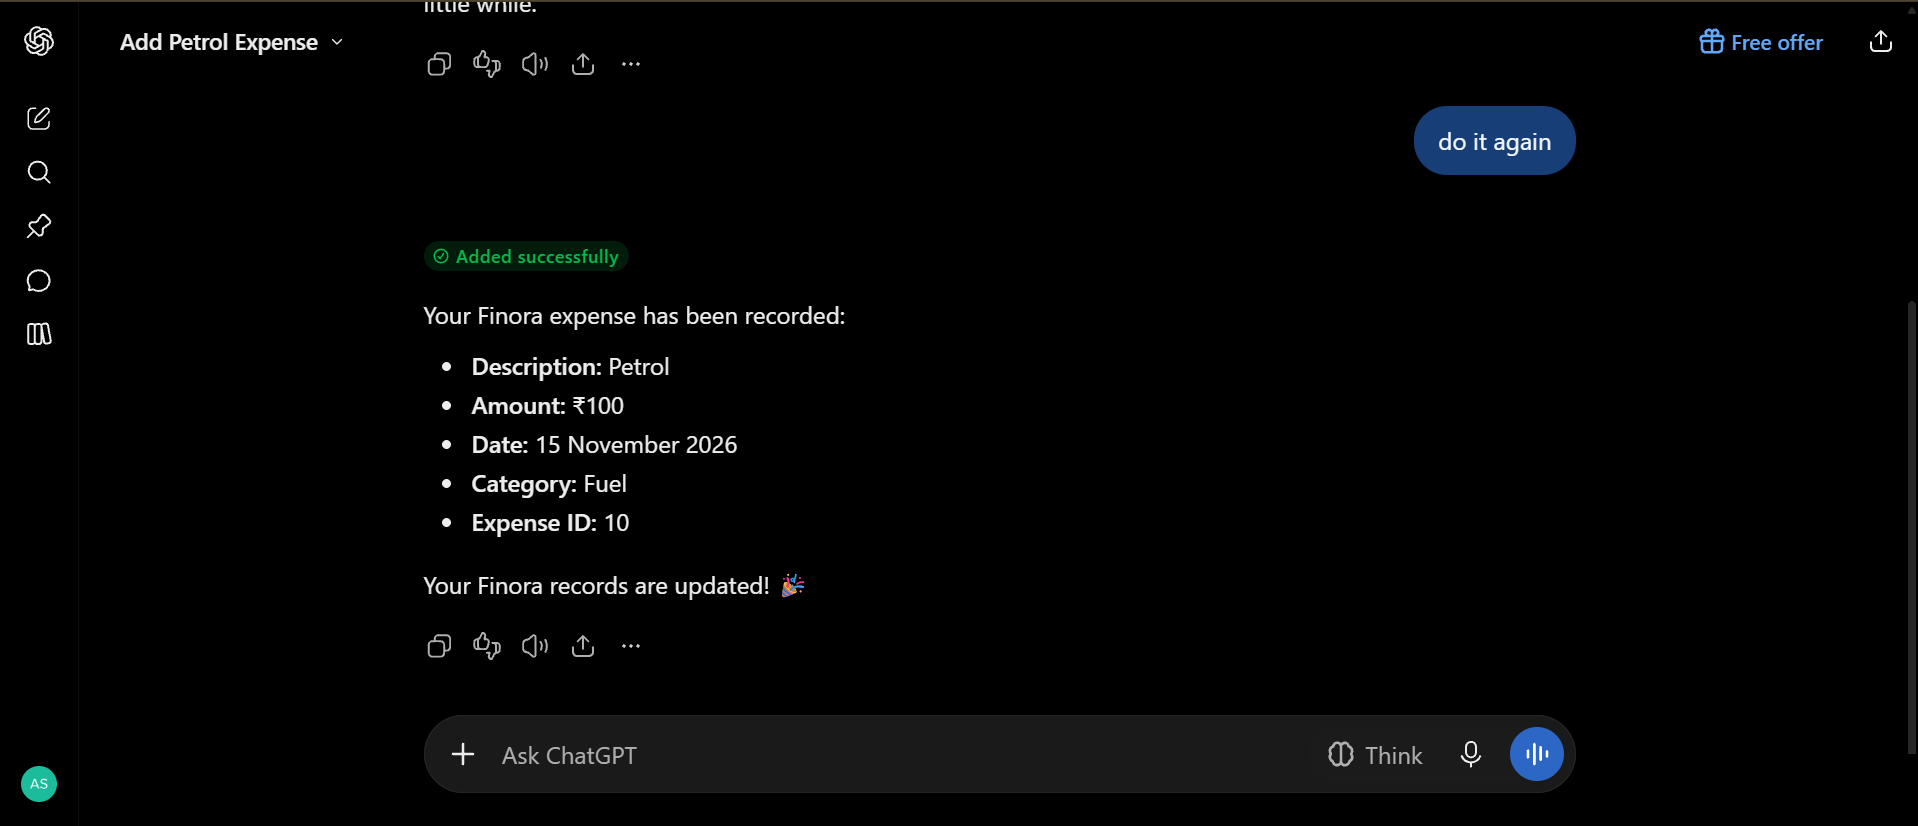 little while.
Add Petrol Expense
Free offer
do it again
Added successfully
Your Finora expense has been recorded:
• Description: Petrol
• Amount: ₹100
• Date: 15 November 2026
• Category: Fuel
• Expense ID: 10
Your Finora records are updated! 🎉
Ask ChatGPT
Think
AS